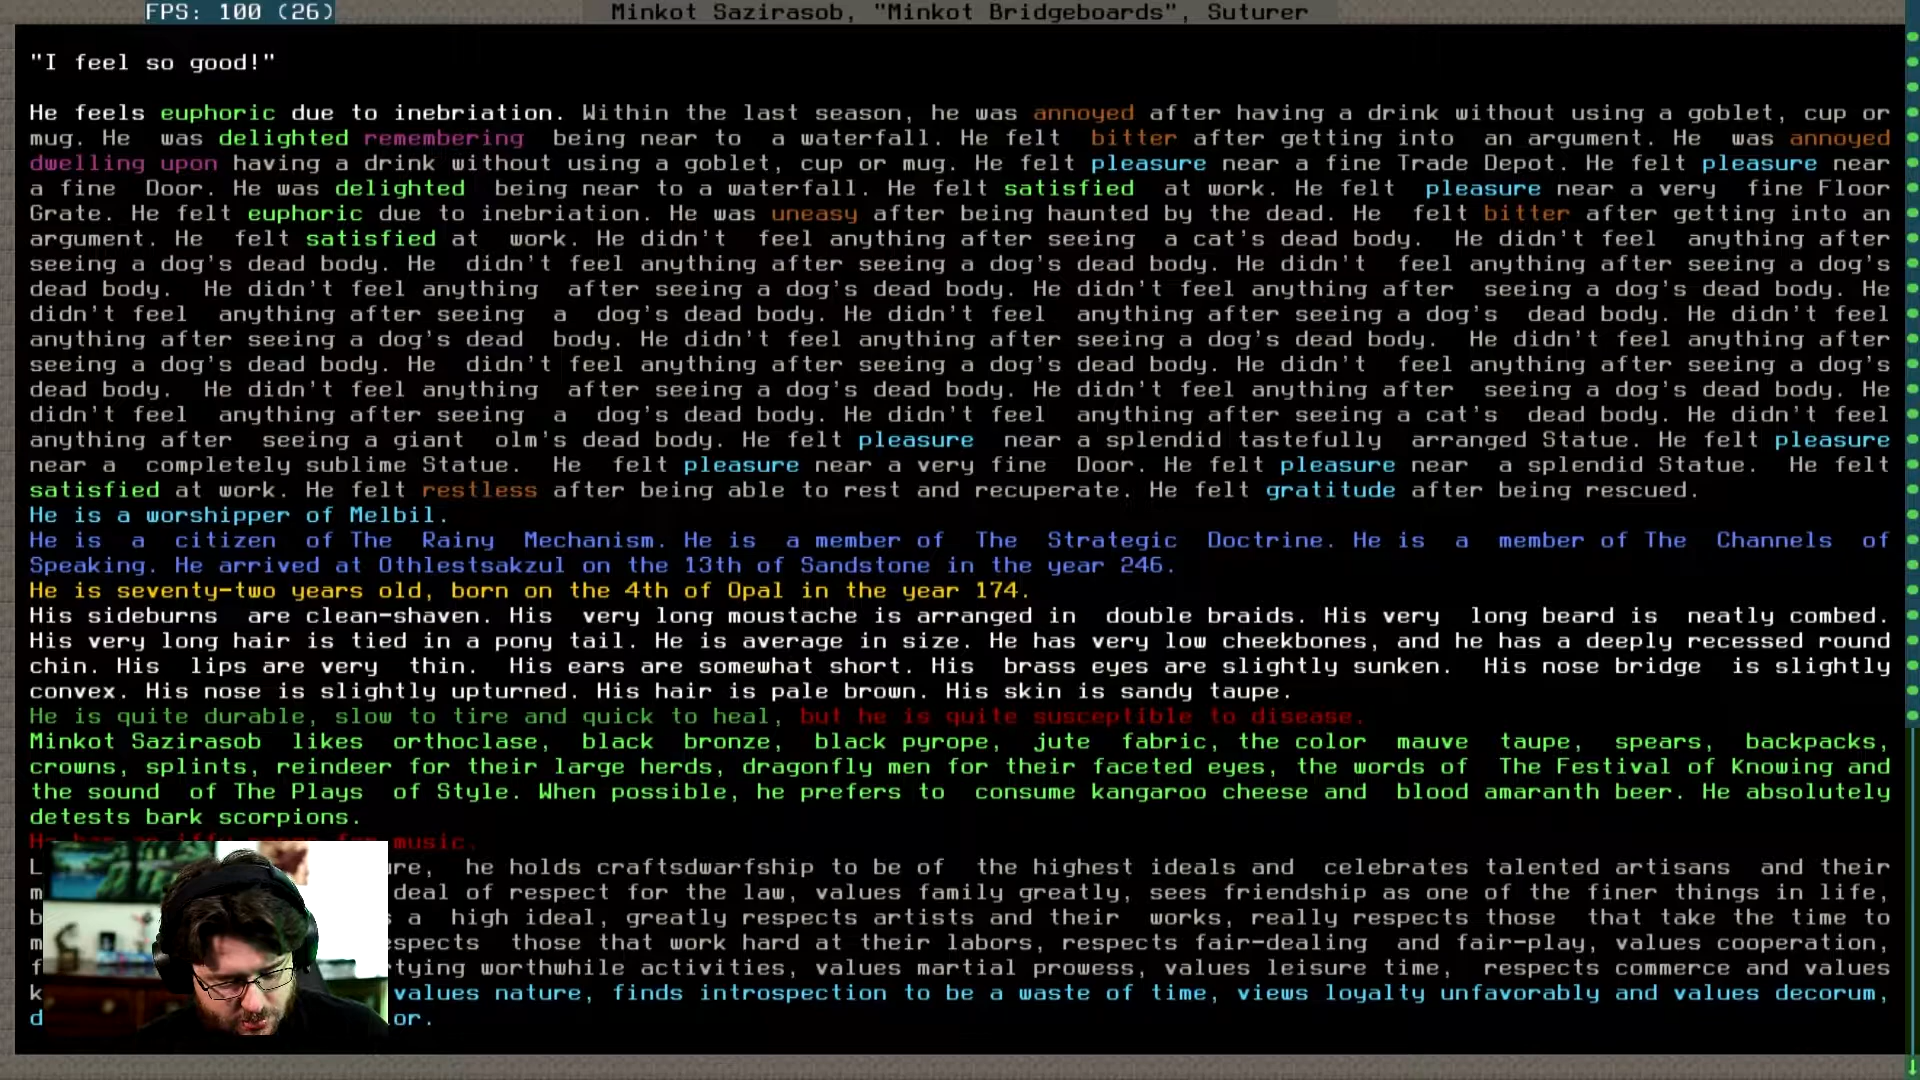 FPS: 100 (26)
Minkot Sazirasob, "Minkot Bridgeboards", Suturer
"I feel so good!"
He feels euphoric due to inebriation. Within the last season, he was annoyed after having a drink without using a goblet, cup or
mug. He was delighted remembering being near to a waterfall. He felt bitter after getting into an argument. He was annoyed
dwelling upon having a drink without using a goblet, cup or mug. He felt pleasure near a fine Trade Depot. He felt pleasure near
a fine Door. He was delighted being near to a waterfall. He felt satisfied at work. He felt pleasure near a very fine Floor
Grate. He felt euphoric due to inebriation. He was uneasy after being haunted by the dead. He felt bitter after getting into an
argument. He felt satisfied at work. He didn't feel anything after seeing a cat's dead body. He didn't feel anything after
seeing a dog's dead body. He didn't feel anything after seeing a dog's dead body. He didn't feel anything after seeing a dog's
dead body. He didn't feel anything after seeing a dog's dead body. He didn't feel anything after seeing a dog's dead body. He
didn't feel anything after seeing a dog's dead body. He didn't feel anything after seeing a dog's dead body. He didn't feel
anything after seeing a dog's dead body. He didn't feel anything after seeing a dog's dead body. He didn't feel anything after
seeing a dog's dead body. He didn't feel anything after seeing a dog's dead body. He didn't feel anything after seeing a dog's
dead body. He didn't feel anything after seeing a dog's dead body. He didn't feel anything after seeing a dog's dead body. He
didn't feel anything after seeing a dog's dead body. He didn't feel anything after seeing a cat's dead body. He didn't feel
anything after seeing a giant olm's dead body. He felt pleasure near a splendid tastefully arranged Statue. He felt pleasure
near a completely sublime Statue. He felt pleasure near a very fine Door. He felt pleasure near a splendid Statue. He felt
satisfied at work. He felt restless after being able to rest and recuperate. He felt gratitude after being rescued.
He is a worshipper of Melbil.
He is a citizen of The Rainy Mechanism. He is a member of The Strategic Doctrine. He is a member of The Channels of
Speaking. He arrived at Othlestsakzul on the 13th of Sandstone in the year 246.
He is seventy-two years old, born on the 4th of Opal in the year 174.
His sideburns are clean-shaven. His very long moustache is arranged in double braids. His very long beard is neatly combed.
His very long hair is tied in a pony tail. He is average in size. He has very low cheekbones, and he has a deeply recessed round
chin. His lips are very thin. His ears are somewhat short. His brass eyes are slightly sunken. His nose bridge is slightly
convex. His nose is slightly upturned. His hair is pale brown. His skin is sandy taupe.
He is quite durable, slow to tire and quick to heal, but he is quite susceptible to disease.
Minkot Sazirasob likes orthoclase, black bronze, black pyrope, jute fabric, the color mauve taupe, spears, backpacks,
crowns, splints, reindeer for their large herds, dragonfly men for their faceted eyes, the words of The Festival of Knowing and
the sound of The Plays of Style. When possible, he prefers to consume kangaroo cheese and blood amaranth beer. He absolutely
detests bark scorpions.
music.
he holds craftsdwarfship to be of the highest ideals and celebrates talented artisans and their
deal of respect for the law, values family greatly, sees friendship as one of the finer things in life,
a high ideal, greatly respects artists and their works, really respects those that take the time to
those that work hard at their labors, respects fair-dealing and fair-play, values cooperation,
worthwhile activities, values martial prowess, values leisure time, respects commerce and values
values nature, finds introspection to be a waste of time, views loyalty unfavorably and values decorum,